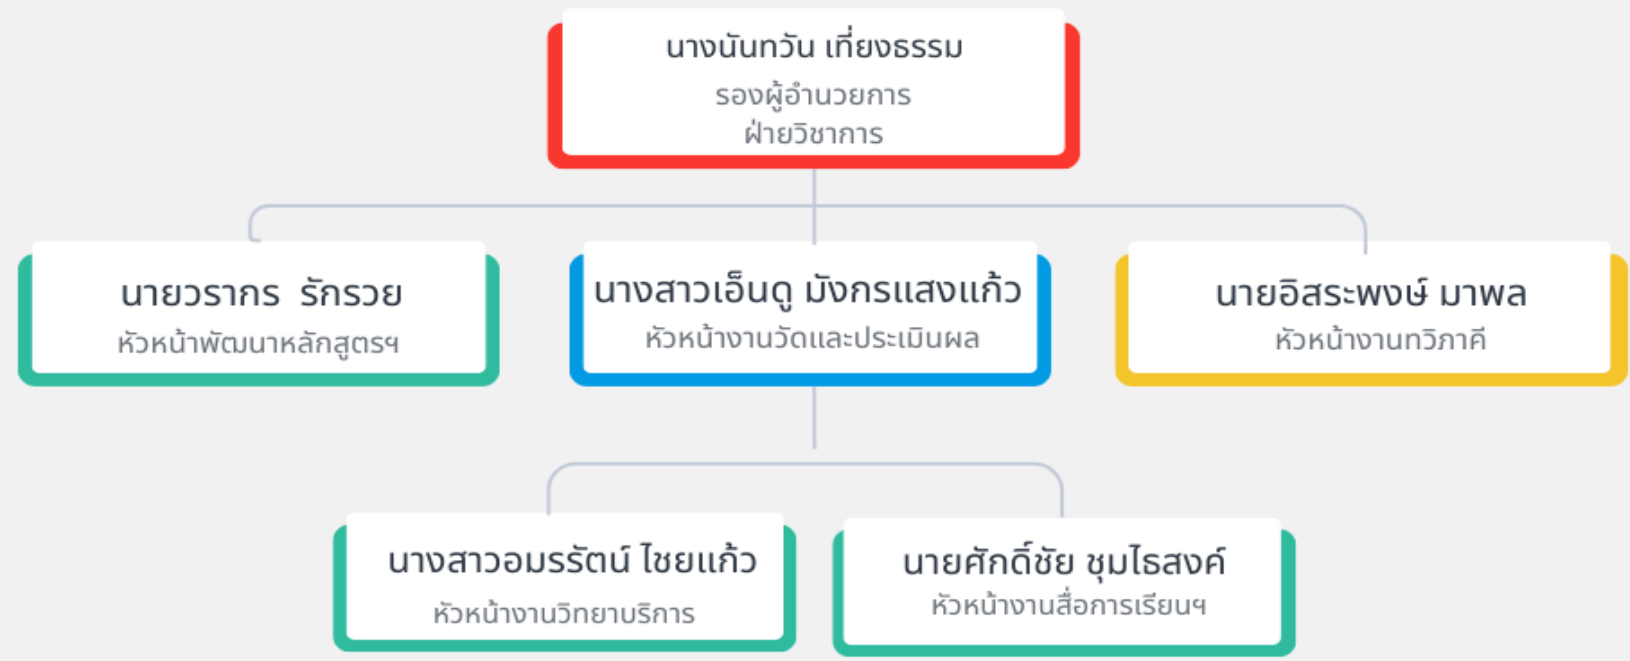 นางนันทวัน เที่ยงธรรม
รองผู้อำนวยการ
ฝ่ายวิชาการ
นายวรากร รักรวย
หัวหน้าพัฒนาหลักสูตรฯ
นางสาวเอ็นดู มังกรแสงแก้ว
หัวหน้างานวัดและประเมินผล
นายอิสระพงษ์ มาพล
หัวหน้างานทวิภาคี
นางสาวอมรรัตน์ ไชยแก้ว
หัวหน้างานวิทยาบริการ
นายศักดิ์ชัย ชุมไธสงค์
หัวหน้างานสื่อการเรียนฯ